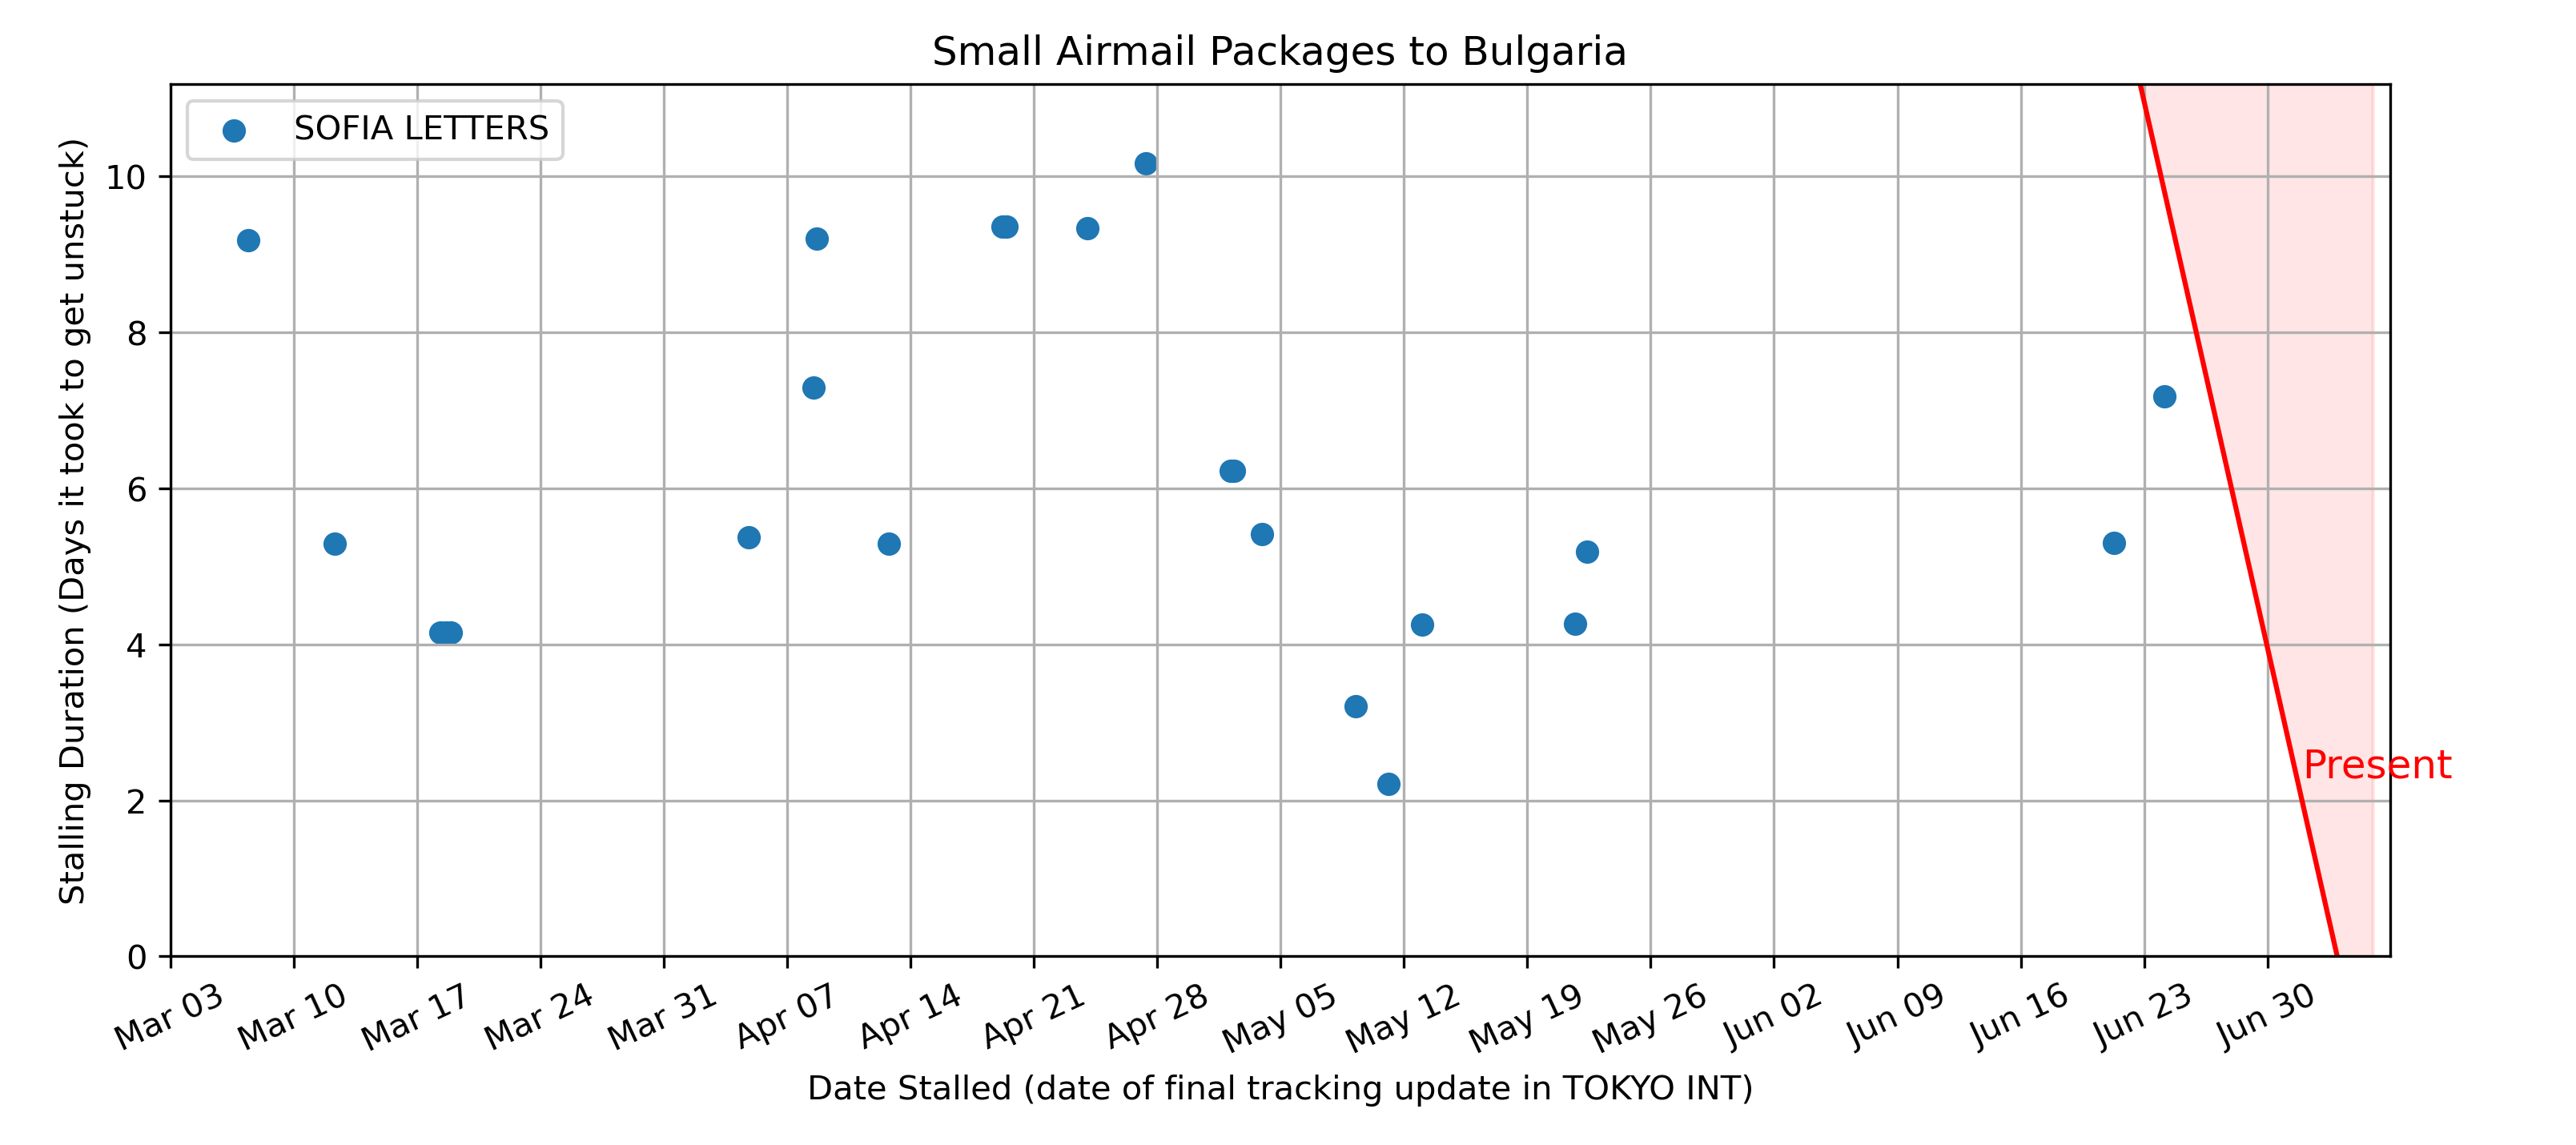 Small Airmail Packages to Bulgaria
SOFIA LETTERS
Stalling Duration (Days it took to get unstuck)
10
8
6
4
2
0
Present
Mar 03
Mar 10
Mar 17
Mar 24
Mar 31
Apr 07
Apr 14
Apr 21
Apr 28
May 05
May 12
May 19
May 26
Jun 02
Jun 09
Jun 16
Jun 23
Jun 30
Date Stalled (date of final tracking update in TOKYO INT)